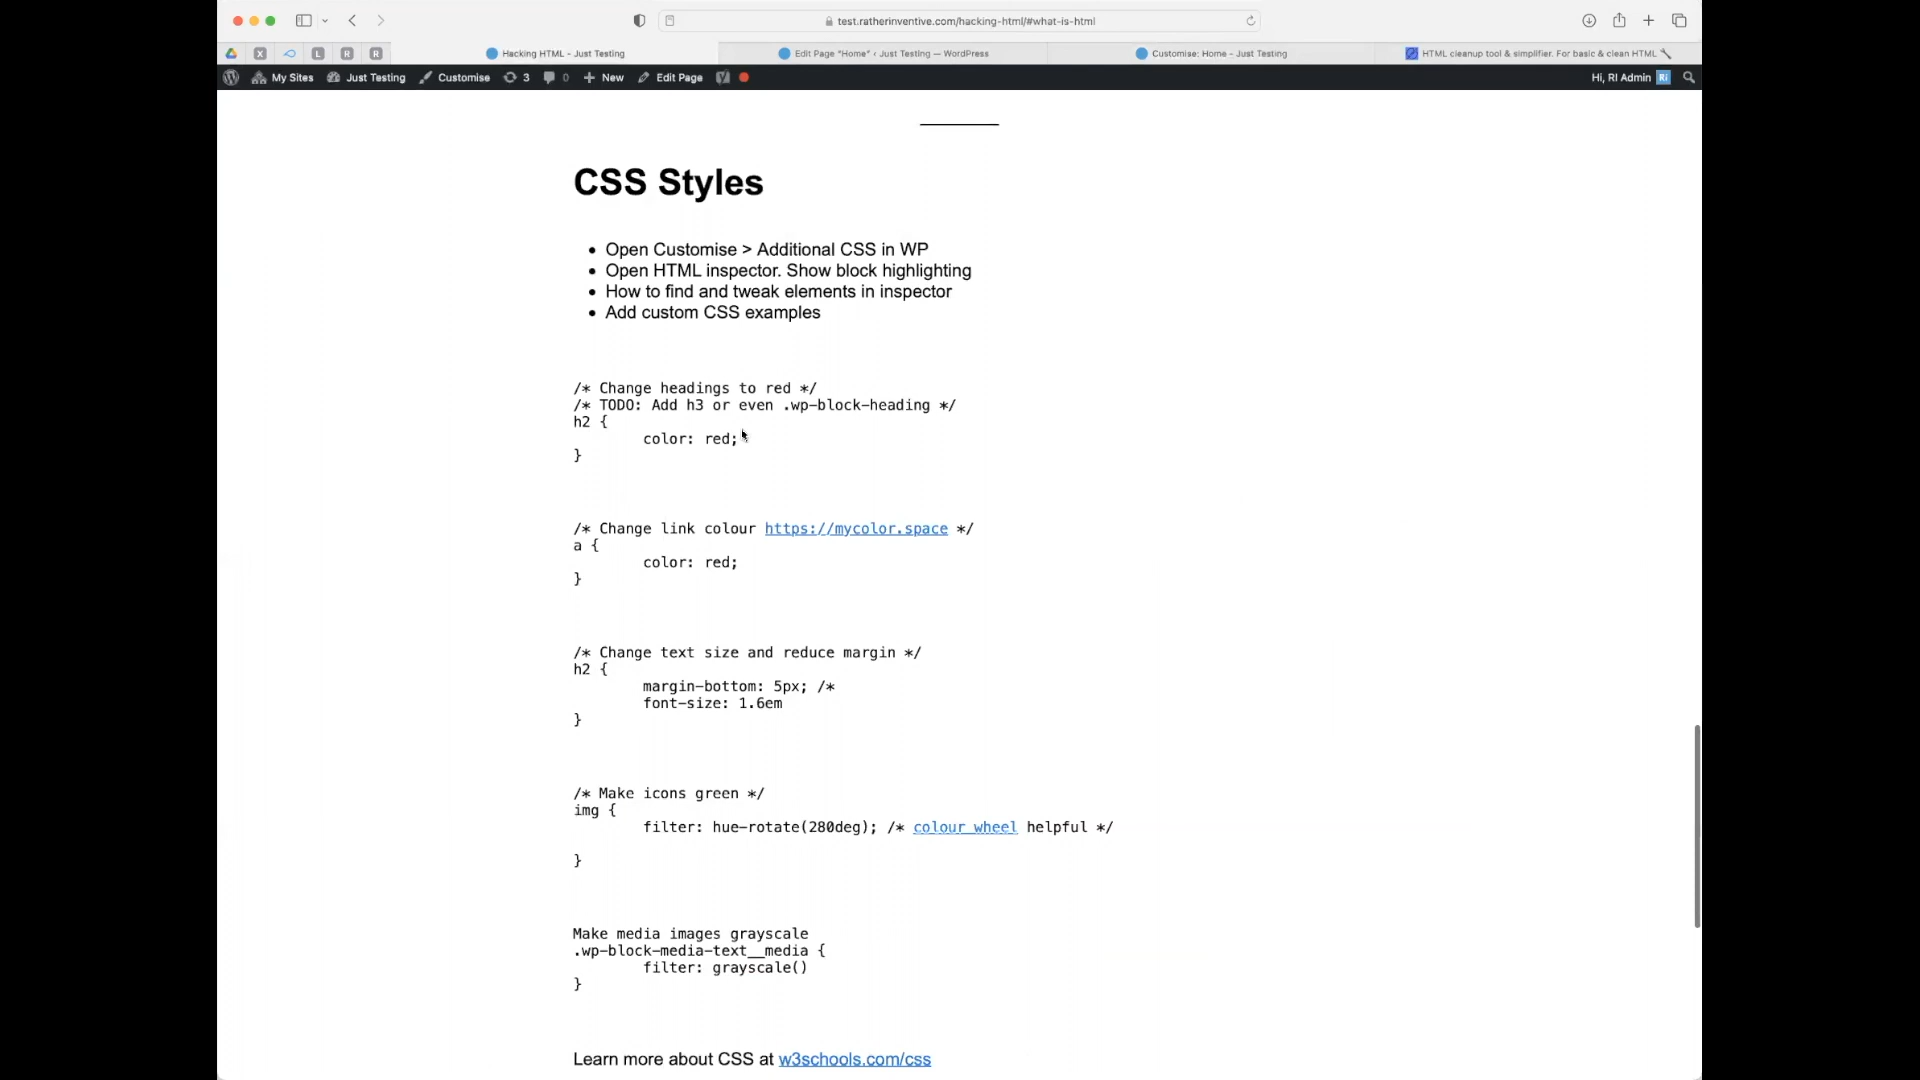 test.ratherinventive.com/hacking-html/#what-is-html
X
L
R
R
Hacking HTML - Just Testing
Edit Page "Home" ‹ Just Testing — WordPress
Customise: Home - Just Testing
HTML cleanup tool & simplifier. For basic & clean HTML
My Sites
Just Testing
Customise
3
0
New
Edit Page
Hi, RI Admin
Ri
CSS Styles
• Open Customise > Additional CSS in WP
• Open HTML inspector. Show block highlighting
• How to find and tweak elements in inspector
• Add custom CSS examples
/* Change headings to red */
/* TODO: Add h3 or even .wp-block-heading */
h2 {
color: red;
}
/* Change link colour https://mycolor.space */
a {
color: red;
}
/* Change text size and reduce margin */
h2 {
margin-bottom: 5px; /*
font-size: 1.6em
}
/* Make icons green */
img {
filter: hue-rotate(280deg); /* colour wheel helpful */
}
Make media images grayscale
.wp-block-media-text__media {
filter: grayscale()
}
Learn more about CSS at w3schools.com/css